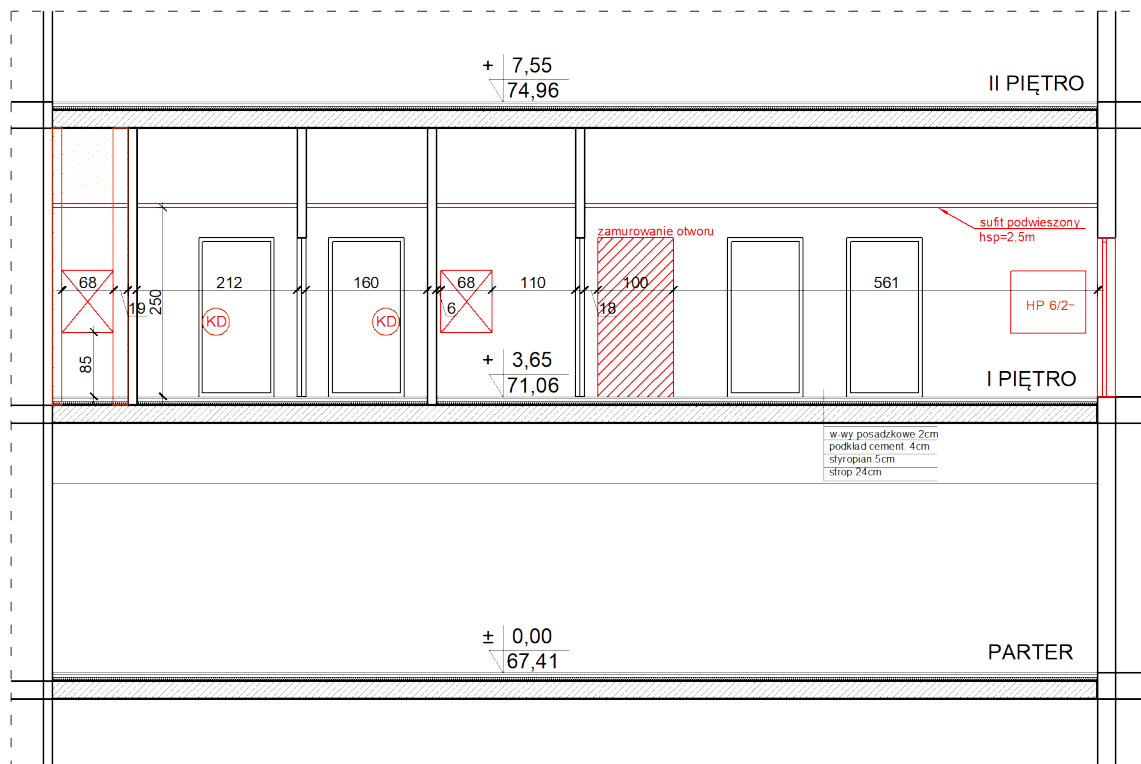 + 7,55
74,96
II PIĘTRO
sufit podwieszony
hsp=2,5m
zamurowanie otworu
68
19
250
212
160
68
6
110
18
100
561
KD
KD
HP 6/2-
85
+ 3,65
71,06
I PIĘTRO
w-wy posadzkowe 2cm
podkład cement. 4cm
styropian 5cm
strop 24cm
± 0,00
67,41
PARTER